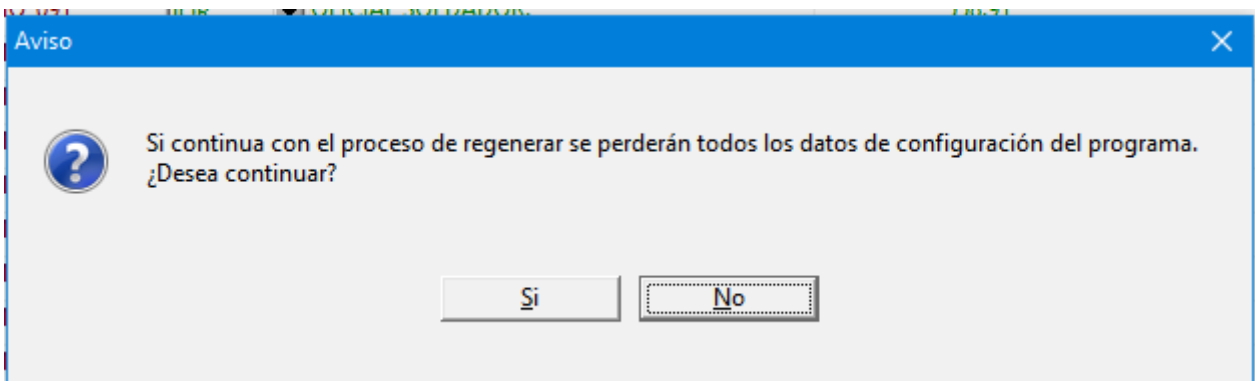 Aviso
Si continua con el proceso de regenerar se perderán todos los datos de configuración del programa.
¿Desea continuar?
Si
No